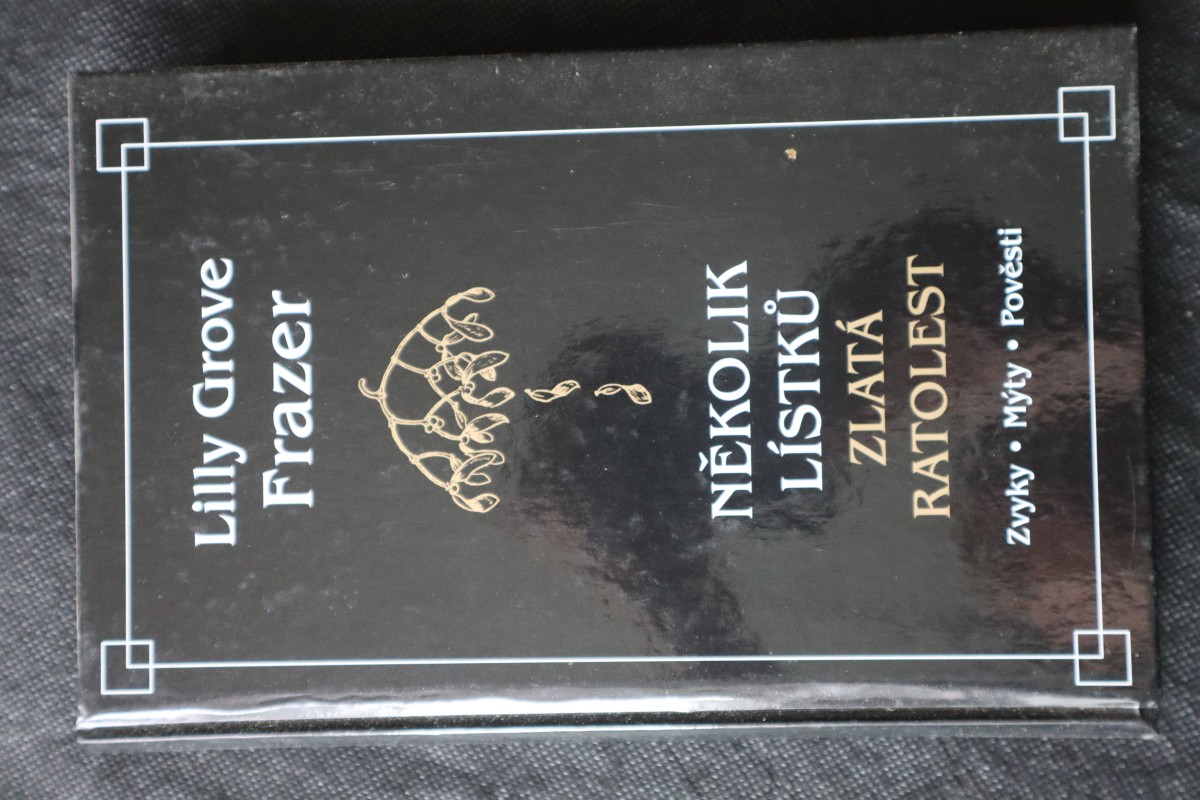 Lilly Grove
Frazer
NĚKOLIK
LÍSTKŮ
ZLATÁ
RATOLEST
Zvyky • Mýty • Pověsti